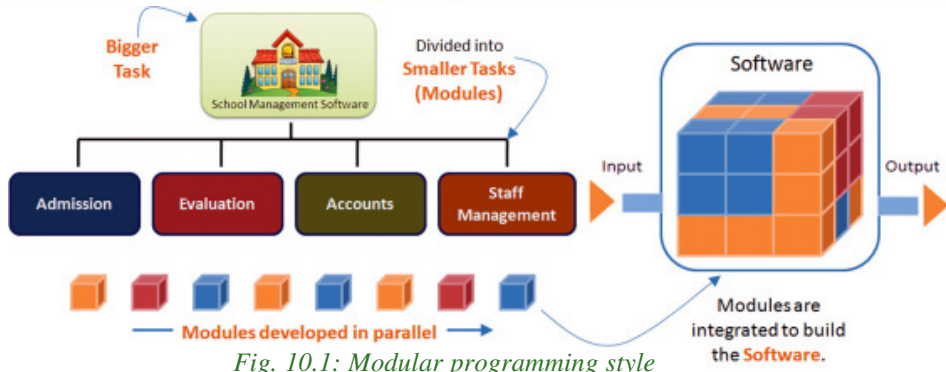 Bigger
Task
School Management Software
Divided into
Smaller Tasks
(Modules)
Admission
Evaluation
Accounts
Staff
Management
Modules developed in parallel
Input
Software
Output
Modules are
integrated to build
the Software.
Fig. 10.1: Modular programming style